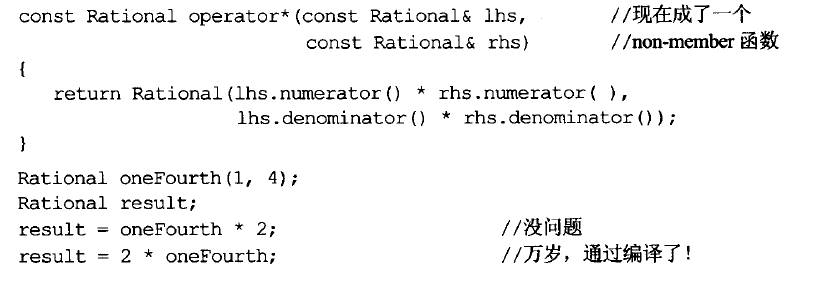 const Rational operator*(const Rational& lhs, //现在成了一个
const Rational& rhs) //non-member 函数
{
return Rational(lhs.numerator() * rhs.numerator( ),
lhs.denominator() * rhs.denominator());
}
Rational oneFourth(1, 4);
Rational result;
result = oneFourth * 2; //没问题
result = 2 * oneFourth; //万岁，通过编译了！